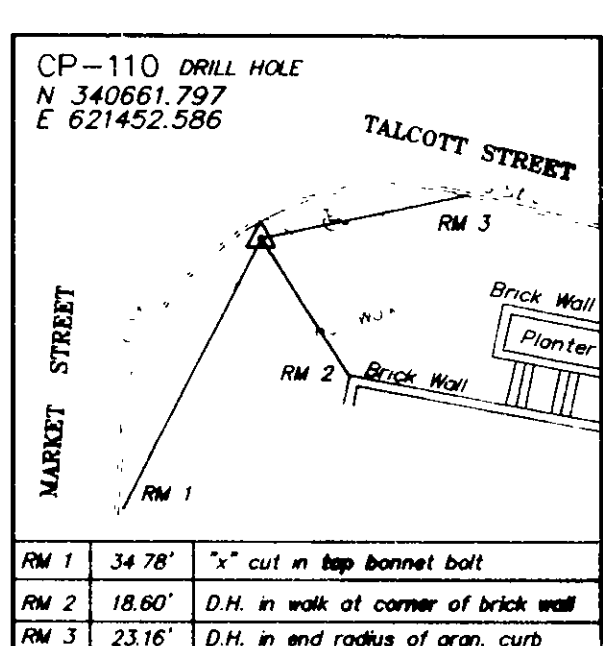 CP-110 DRILL HOLE
N 340661.797
E 621452.586
TALCOTT STREET
RM 3
MARKET STREET
Brick Wall
Planter
RM 2
Brick Wall
RM 1
RM 1 34 78' "x" cut in top bonnet bolt
RM 2 18.60' D.H. in walk at corner of brick wall
RM 3 23.16' D.H. in end radius of gran. curb